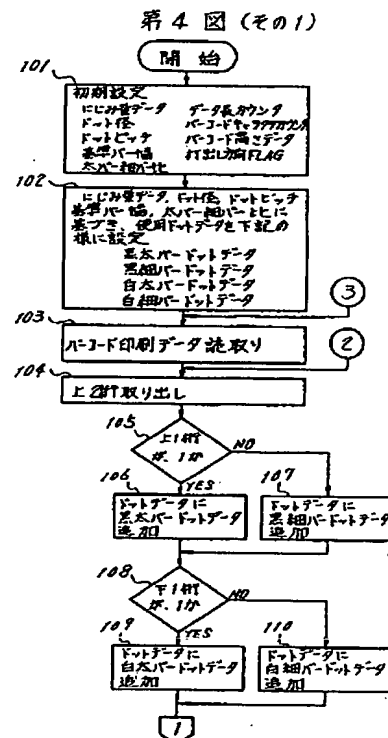 第4図(その1)
開始
101
初期設定
にじみ量データ データ長カウンタ
ドット径 バーコードキャラクタカウンタ
ドットピッチ バーコード高さデータ
基準バー幅 打出し方向FLAG
太バー細バー比
102
にじみ量データ、ドット径、ドットピッチ
基準バー幅、太バー細バー比に
基づき、使用ドットデータを下記の
様に設定
黒太バードットデータ
黒細バードットデータ
白太バードットデータ
白細バードットデータ
3
103
バーコード印刷データ読取り
2
104
上2桁取り出し
105
上1桁
が、1か
NO
YES
106
107
ドットデータに
黒太バードットデータ
追加
ドットデータに
黒細バードットデータ
追加
108
下1桁
が、1か
NO
YES
109
110
ドットデータに
白太バードットデータ
追加
ドットデータに
白細バードットデータ
追加
1